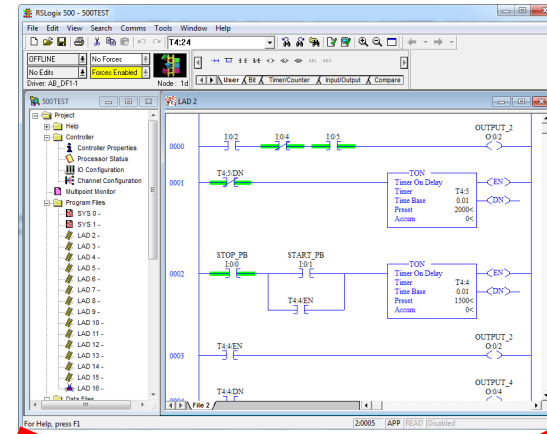 RSLogix 500 - 500TEST
File Edit View Search Comms Tools Window Help
T4:24
OFFLINE No Forces
No Edits Forces Enabled
Driver: AB_DF1-1 Node: 1d
User Bit Timer/Counter Input/Output Compare
500TEST
Project
Help
Controller
Controller Properties
Processor Status
IO Configuration
Channel Configuration
Multipoint Monitor
Program Files
SYS 0 -
SYS 1 -
LAD 2 -
LAD 3 -
LAD 4 -
LAD 5 -
LAD 6 -
LAD 7 -
LAD 8 -
LAD 9 -
LAD 10 -
LAD 11 -
LAD 12 -
LAD 13 -
LAD 14 -
LAD 15 -
LAD 16 -
Data Files
LAD 2
OUTPUT_2
I:0/2 I:0/4 I:0/5 O:0/2
0000
T4:5/DN
0001
TON
Timer On Delay EN
Timer T4:5
Time Base 0.01 DN
Preset 2000<
Accum 0<
STOP_PB START_PB
I:0/0 I:0/1
0002
T4:4/EN
TON
Timer On Delay EN
Timer T4:4
Time Base 0.01 DN
Preset 1500<
Accum 0<
OUTPUT_2
T4:4/EN O:0/2
0003
OUTPUT_4
T4:4/DN O:0/4
0004
File 2
For Help, press F1 2:0005 APP READ Disabled